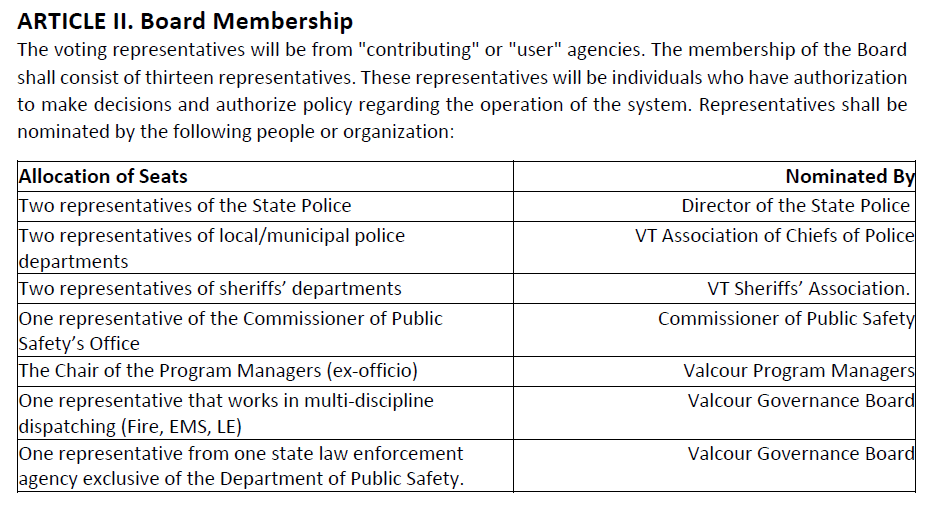 ARTICLE II. Board Membership
The voting representatives will be from "contributing" or "user" agencies. The membership of the Board
shall consist of thirteen representatives. These representatives will be individuals who have authorization
to make decisions and authorize policy regarding the operation of the system. Representatives shall be
nominated by the following people or organization:
Allocation of Seats Nominated By
Two representatives of the State Police Director of the State Police
Two representatives of local/municipal police VT Association of Chiefs of Police
departments
Two representatives of sheriffs’ departments VT Sheriffs’ Association.
One representative of the Commissioner of Public Commissioner of Public Safety
Safety’s Office
The Chair of the Program Managers (ex-officio) Valcour Program Managers
One representative that works in multi-discipline Valcour Governance Board
dispatching (Fire, EMS, LE)
One representative from one state law enforcement Valcour Governance Board
agency exclusive of the Department of Public Safety.